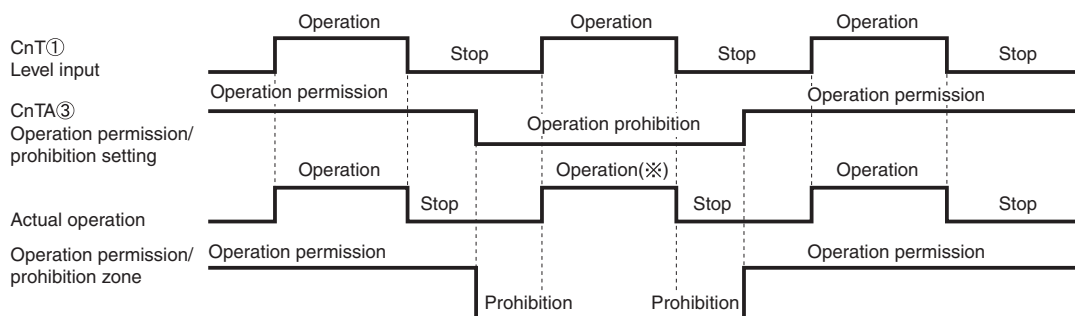 Operation Operation Operation
CnT①
Level input
Stop Stop Stop
Operation permission Operation permission
CnTA③
Operation permission/
prohibition setting
Operation prohibition
Operation Operation(※) Operation
Actual operation
Stop Stop Stop
Operation permission/
prohibition zone
Operation permission Operation permission
Prohibition Prohibition